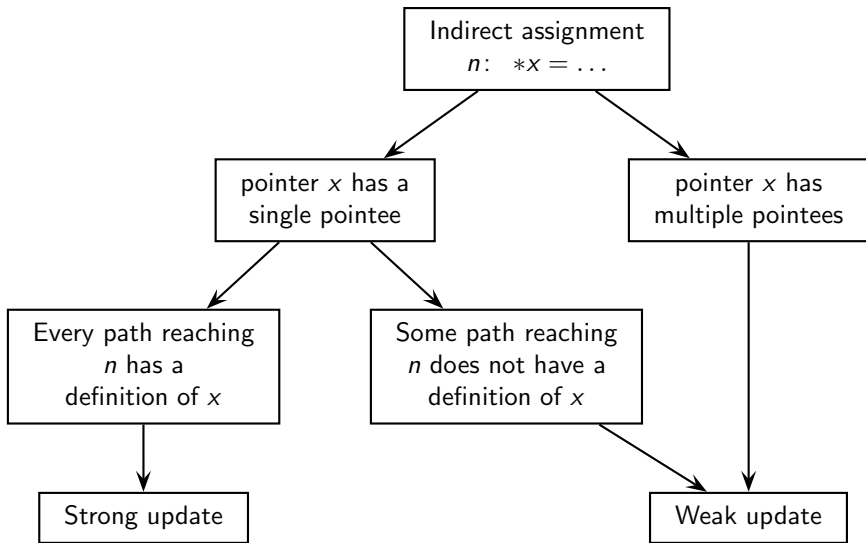 Indirect assignment
n: *x = ...
pointer x has a
single pointee
pointer x has
multiple pointees
Every path reaching
n has a
definition of x
Some path reaching
n does not have a
definition of x
Strong update
Weak update